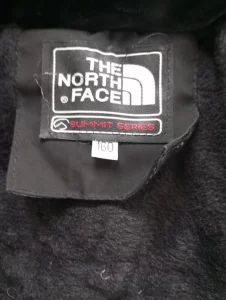 THE
NORTH
® FACE
SUMMIT SERIES
160